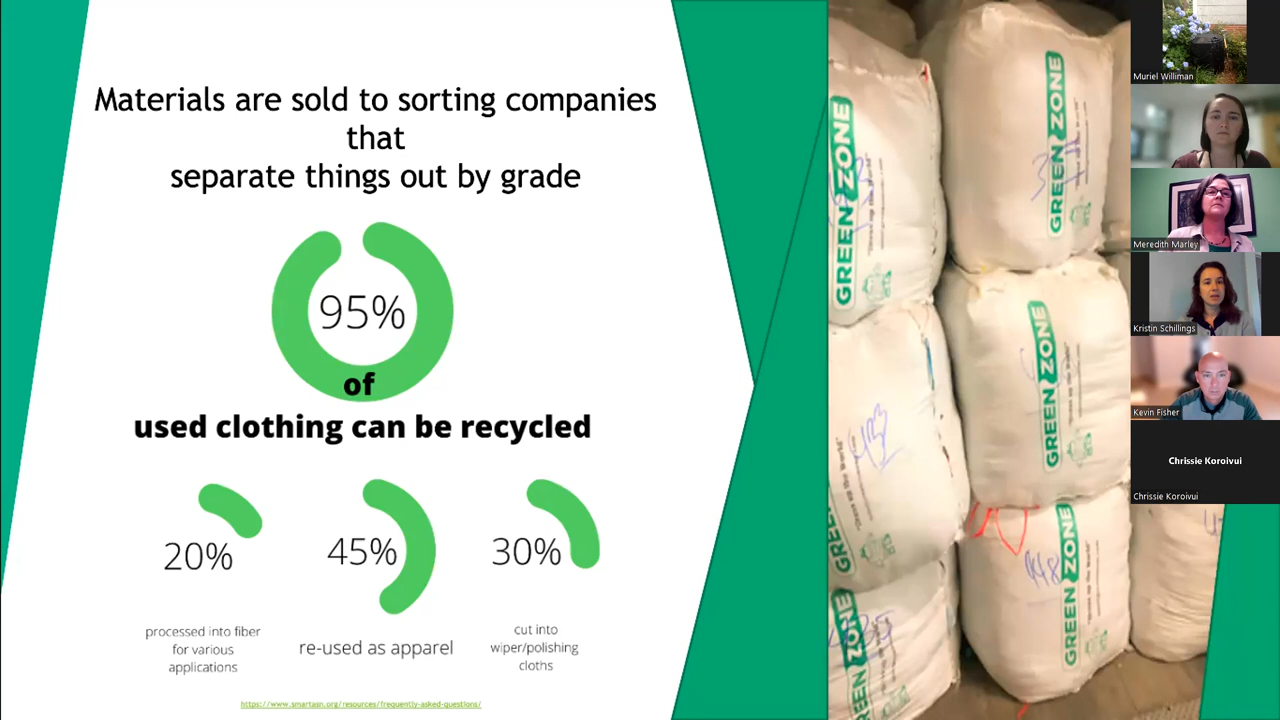 Materials are sold to sorting companies
that
separate things out by grade
95%
of
used clothing can be recycled
20%
processed into fiber
for various
applications
45%
re-used as apparel
30%
cut into
wiper/polishing
cloths
https://www.smartasn.org/resources/frequently-asked-questions/
GREEN ZONE
GREEN ZONE
GREEN ZONE
GREEN ZONE
GREEN ZONE
Muriel Williman
Meredith Marley
Kristin Schillings
Kevin Fisher
Chrissie Koroivui
Chrissie Koroivui